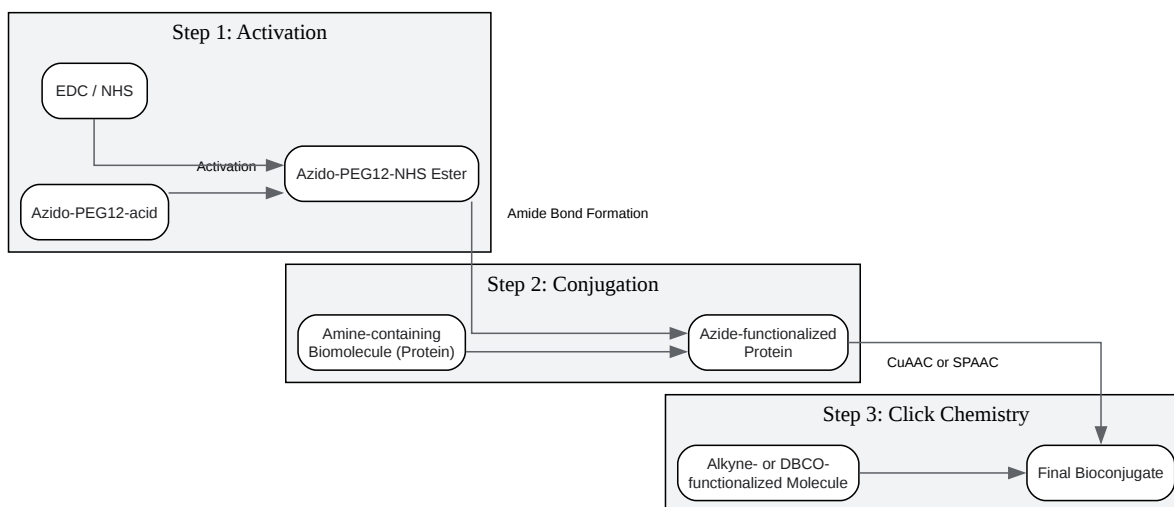 Step 1: Activation
EDC / NHS
Activation
Azido-PEG12-NHS Ester
Azido-PEG12-acid
Amide Bond Formation
Step 2: Conjugation
Amine-containing
Biomolecule (Protein)
Azide-functionalized
Protein
CuAAC or SPAAC
Step 3: Click Chemistry
Alkyne- or DBCO-
functionalized Molecule
Final Bioconjugate